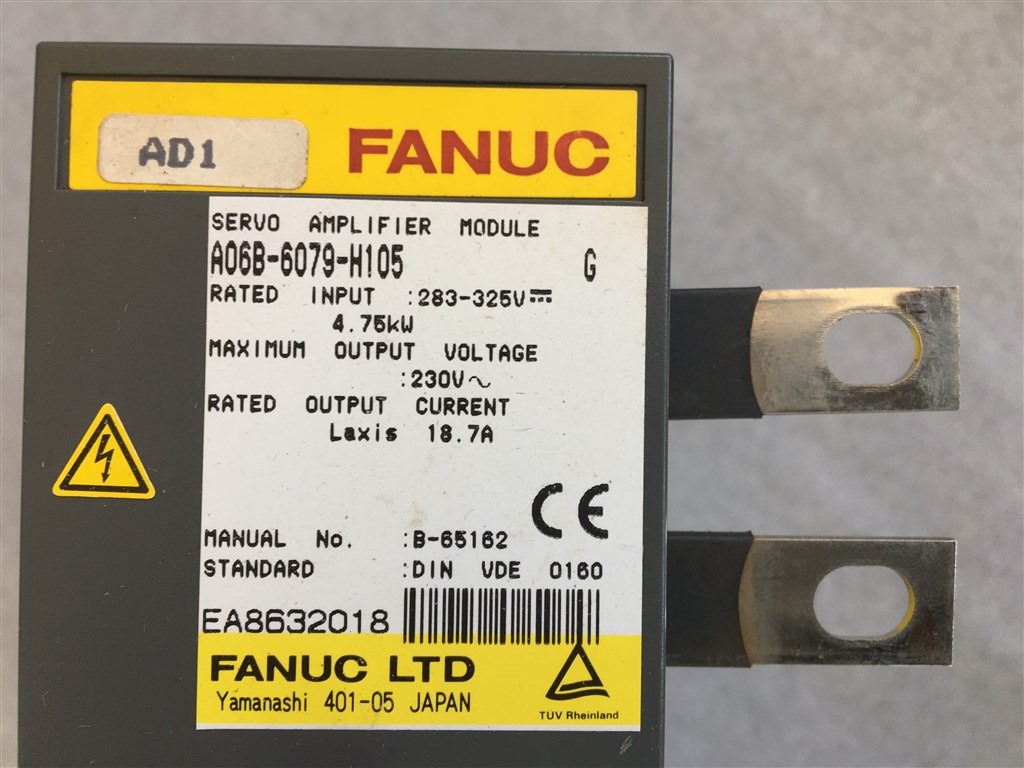 AD1
FANUC
SERVO AMPLIFIER MODULE
A06B-6079-H105 G
RATED INPUT :283-325V⎓
4.75kW
MAXIMUM OUTPUT VOLTAGE
:230V～
RATED OUTPUT CURRENT
Laxis 18.7A
CE
MANUAL No. :B-65162
STANDARD :DIN VDE 0160
EA8632018
FANUC LTD
Yamanashi 401-05 JAPAN
TÜV Rheinland